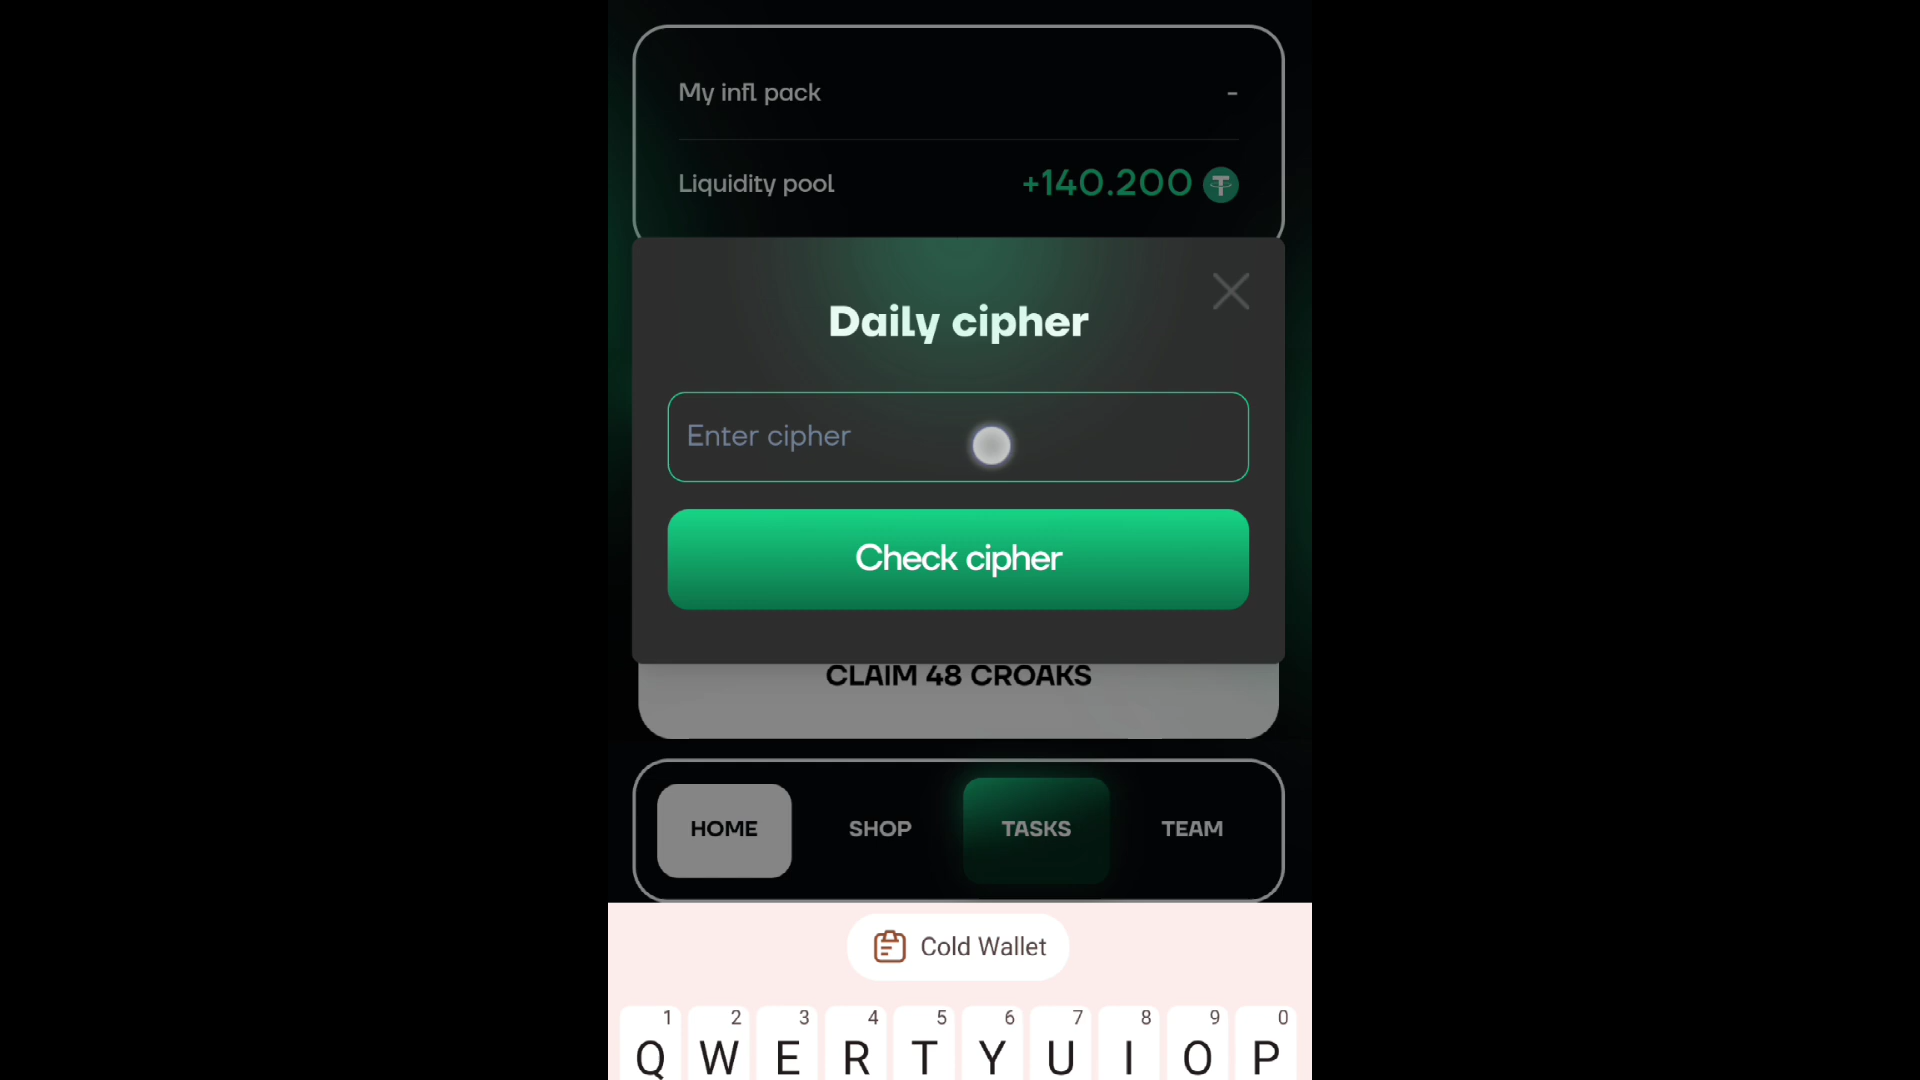 My infl pack -
Liquidity pool +140.200
Daily cipher
Enter cipher
Check cipher
CLAIM 48 CROAKS
HOME SHOP TASKS TEAM
Cold Wallet
1 2 3 4 5 6 7 8 9 0
Q W E R T Y U I O P